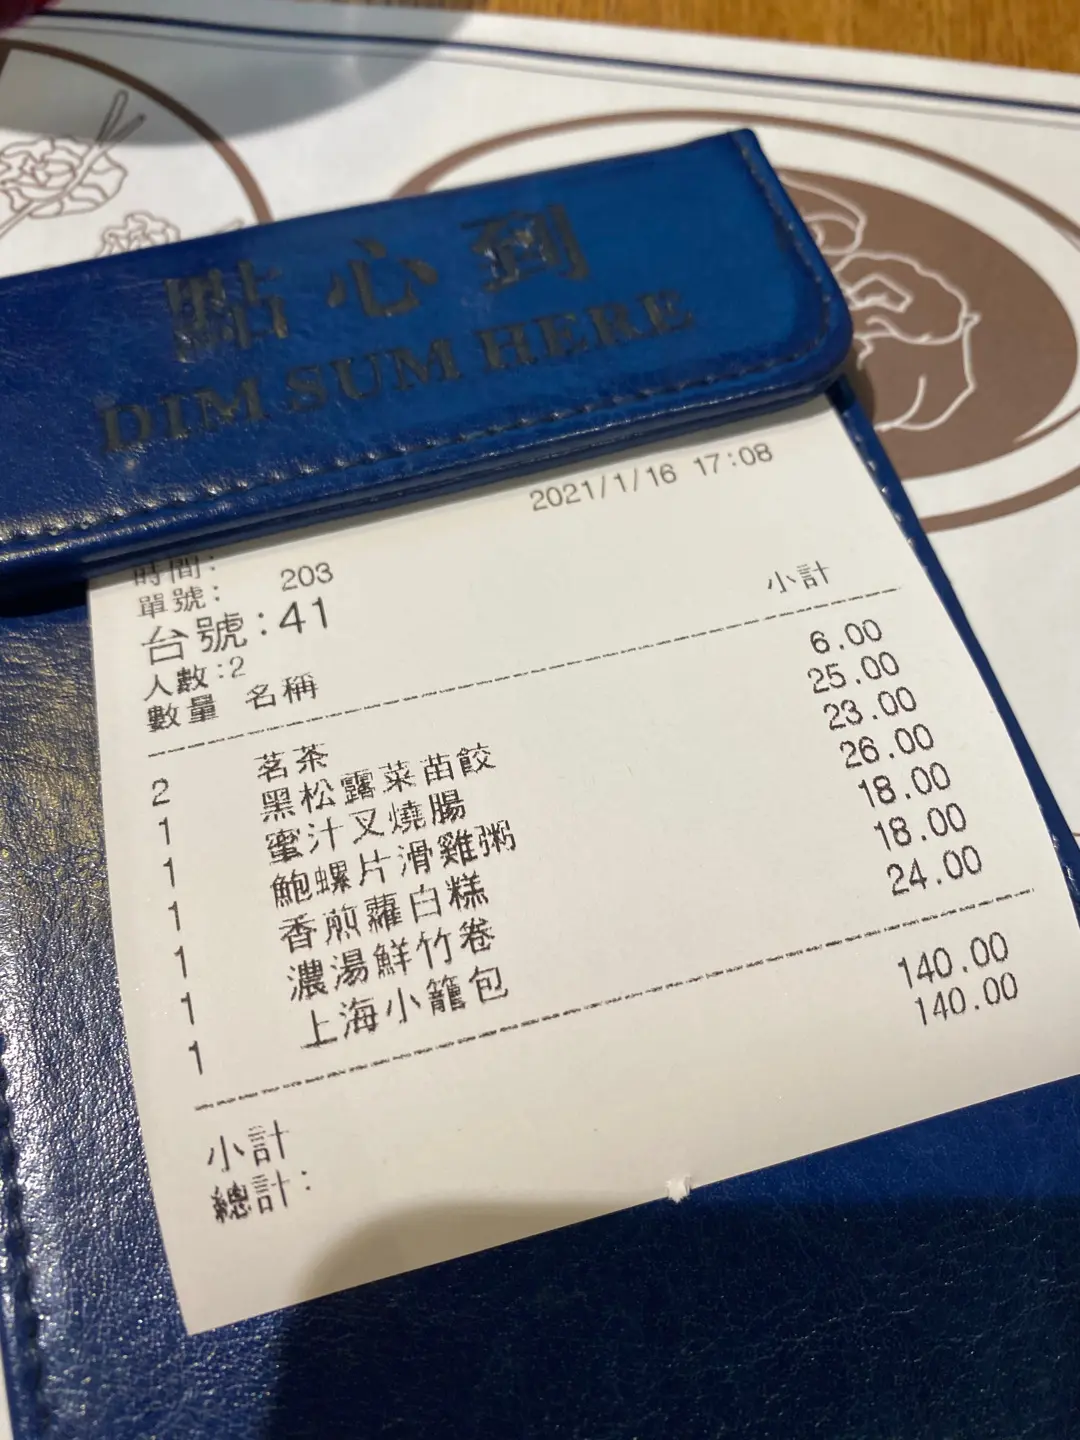 點心到
DIM SUM HERE
時間: 2021/1/16 17:08
單號: 203
台號:41
人數:2
數量 名稱 小計
2 茗茶 6.00
1 黑松露菜苗餃 25.00
1 蜜汁叉燒腸 23.00
1 鮑螺片滑雞粥 26.00
1 香煎蘿白糕 18.00
1 濃湯鮮竹卷 18.00
1 上海小籠包 24.00
小計 140.00
總計: 140.00